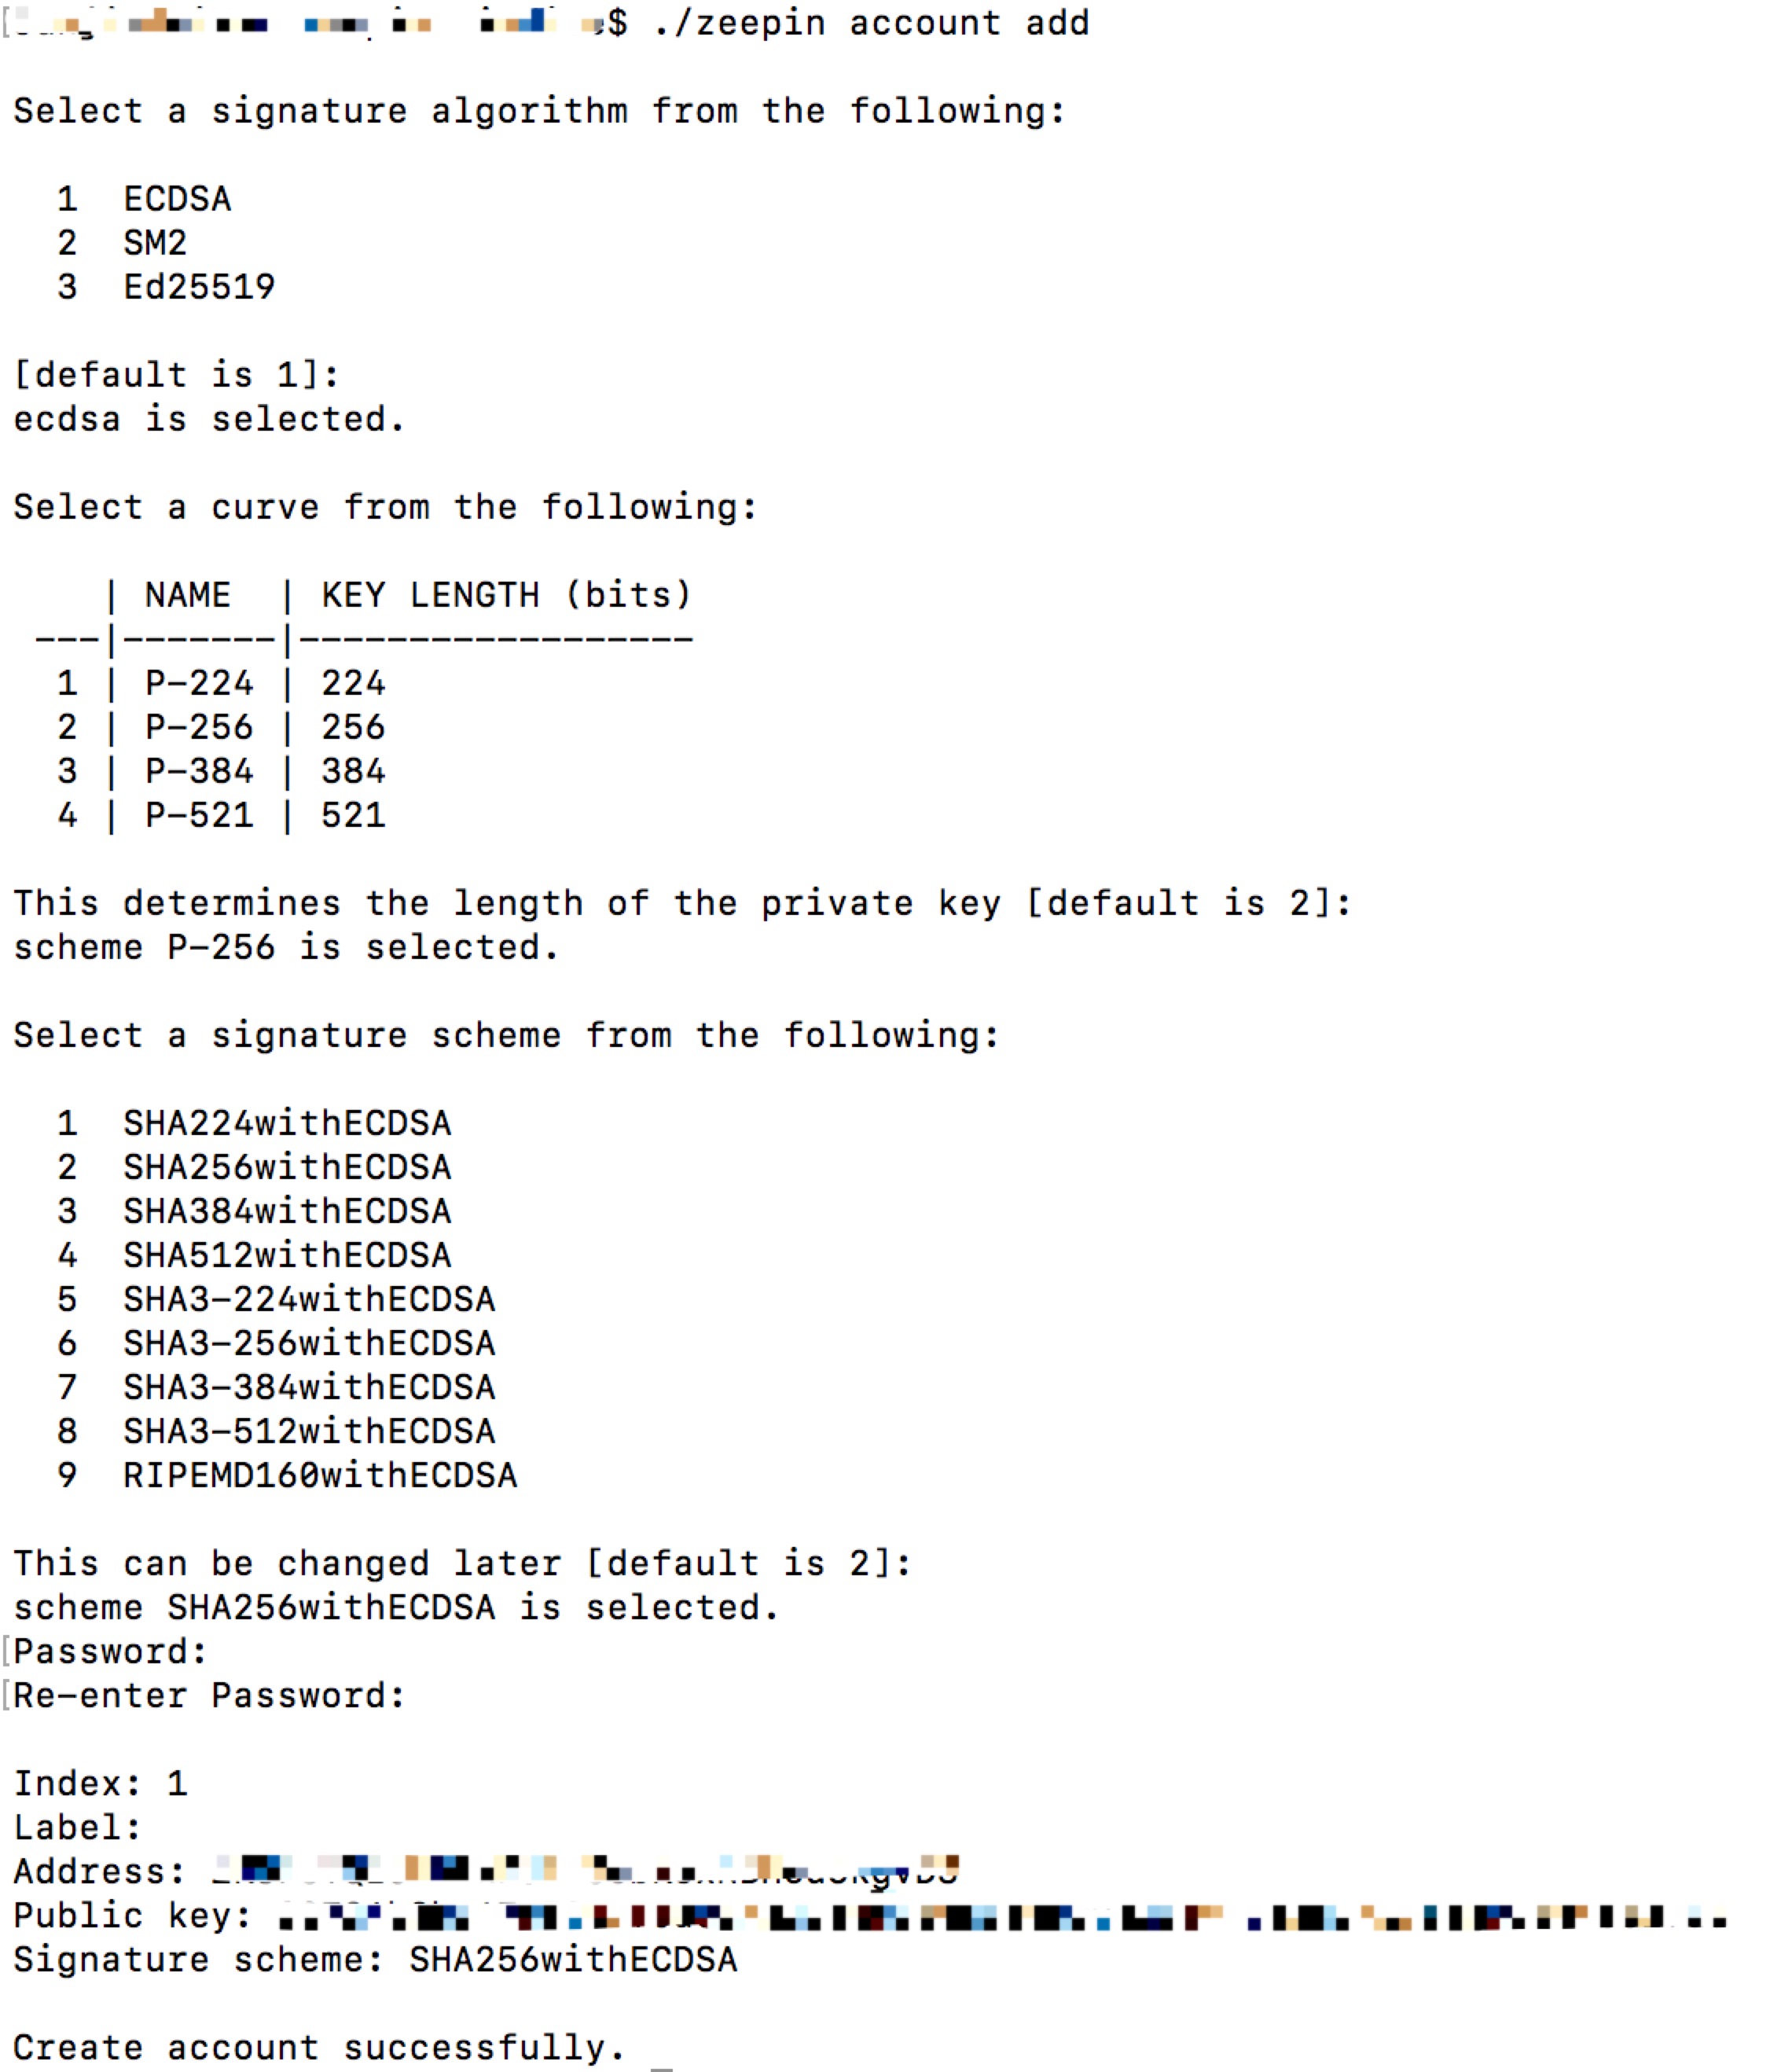 $ ./zeepin account add
Select a signature algorithm from the following:
1 ECDSA
2 SM2
3 Ed25519
[default is 1]:
ecdsa is selected.
Select a curve from the following:
| NAME | KEY LENGTH (bits)
---|-------|------------------
1 | P-224 | 224
2 | P-256 | 256
3 | P-384 | 384
4 | P-521 | 521
This determines the length of the private key [default is 2]:
scheme P-256 is selected.
Select a signature scheme from the following:
1 SHA224withECDSA
2 SHA256withECDSA
3 SHA384withECDSA
4 SHA512withECDSA
5 SHA3-224withECDSA
6 SHA3-256withECDSA
7 SHA3-384withECDSA
8 SHA3-512withECDSA
9 RIPEMD160withECDSA
This can be changed later [default is 2]:
scheme SHA256withECDSA is selected.
[Password:
[Re-enter Password:
Index: 1
Label:
Address:
Public key:
Signature scheme: SHA256withECDSA
Create account successfully.